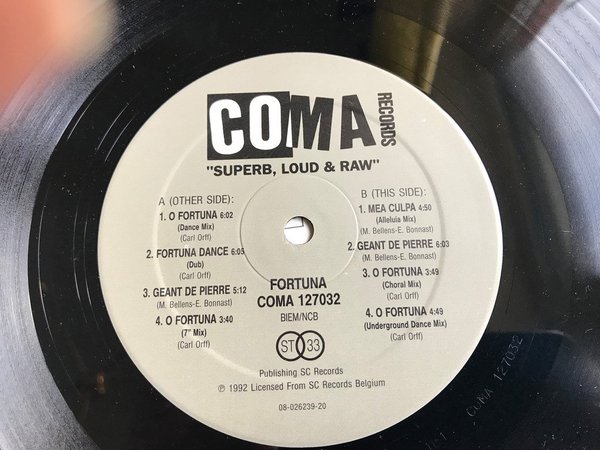 COMA RECORDS
"SUPERB, LOUD & RAW"
A (OTHER SIDE):
1. O FORTUNA 6:02
(Dance Mix)
(Carl Orff)
2. FORTUNA DANCE 6:05
(Dub)
(Carl Orff)
3. GEANT DE PIERRE 5:12
(M. Bellens-E. Bonnast)
4. O FORTUNA 3:40
(7" Mix)
(Carl Orff)
B (THIS SIDE):
1. MEA CULPA 4:50
(Alleluia Mix)
(M. Bellens-E. Bonnast)
2. GEANT DE PIERRE 6:03
(M. Bellens-E. Bonnast)
3. O FORTUNA 3:49
(Choral Mix)
(Carl Orff)
4. O FORTUNA 4:49
(Underground Dance Mix)
(Carl Orff)
FORTUNA
COMA 127032
BIEM/NCB
ST 33
Publishing SC Records
℗ 1992 Licensed From SC Records Belgium
08-026239-20
COMA 127032